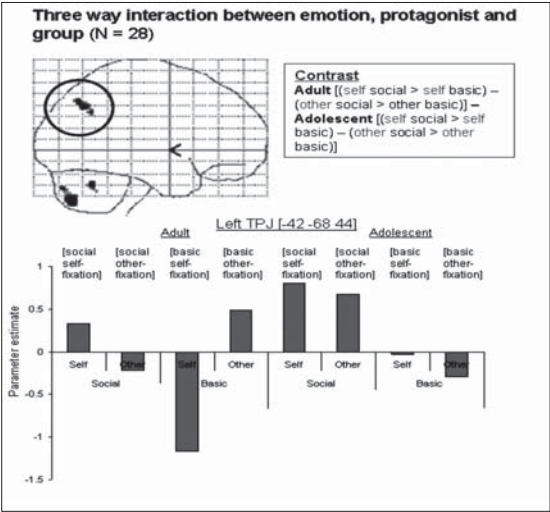 Three way interaction between emotion, protagonist and
group (N = 28)
Contrast
Adult [(self social > self basic) –
(other social > other basic)] –
Adolescent [(self social > self
basic) – (other social > other
basic)]
Left TPJ [-42 -68 44]
Adult
Adolescent
[social self-fixation]
[social other-fixation]
[basic self-fixation]
[basic other-fixation]
[social self-fixation]
[social other-fixation]
[basic self-fixation]
[basic other-fixation]
Parameter estimate
1
0.5
0
-0.5
-1
-1.5
Self Other Self Other Self Other Self Other
Social Basic Social Basic